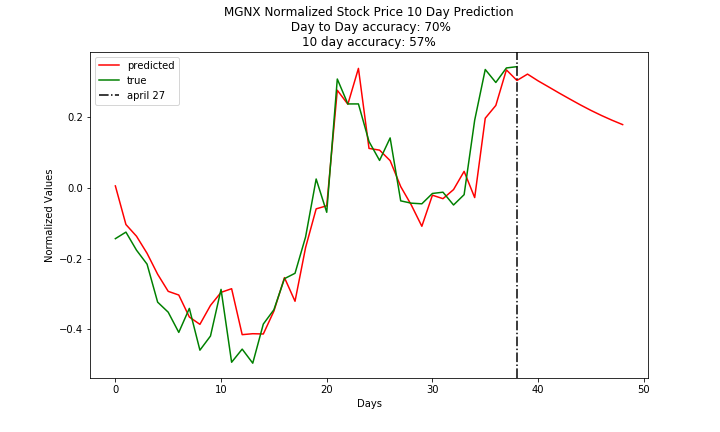 MGNX Normalized Stock Price 10 Day Prediction
Day to Day accuracy: 70%
10 day accuracy: 57%
predicted
true
april 27
0.2
0.0
−0.2
−0.4
Normalized Values
0
10
20
30
40
50
Days